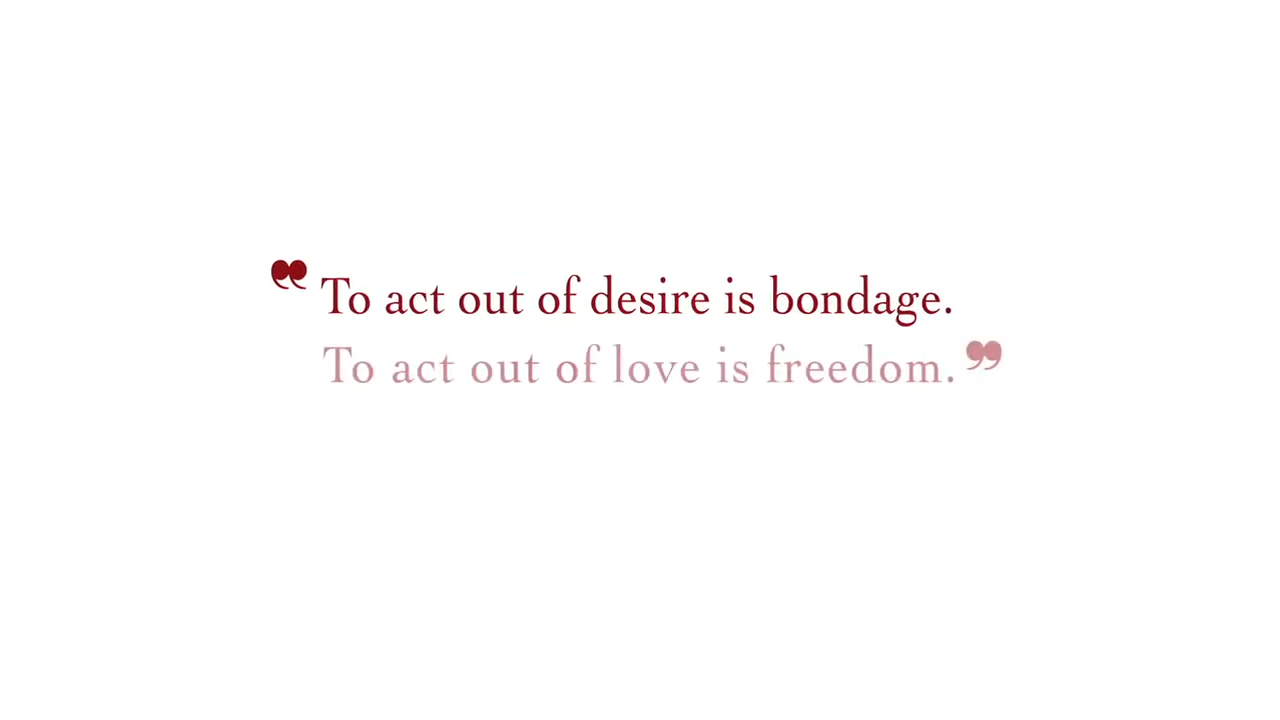 ❝ To act out of desire is bondage.
To act out of love is freedom. ❞